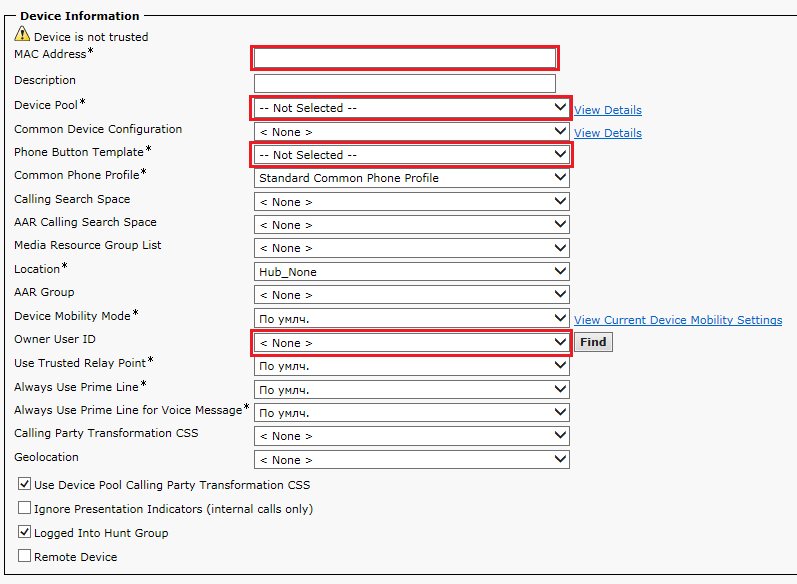 Device Information
Device is not trusted
MAC Address*
Description
Device Pool* -- Not Selected -- View Details
Common Device Configuration < None > View Details
Phone Button Template* -- Not Selected --
Common Phone Profile* Standard Common Phone Profile
Calling Search Space < None >
AAR Calling Search Space < None >
Media Resource Group List < None >
Location* Hub_None
AAR Group < None >
Device Mobility Mode* По умлч. View Current Device Mobility Settings
Owner User ID < None > Find
Use Trusted Relay Point* По умлч.
Always Use Prime Line* По умлч.
Always Use Prime Line for Voice Message* По умлч.
Calling Party Transformation CSS < None >
Geolocation < None >
Use Device Pool Calling Party Transformation CSS
Ignore Presentation Indicators (internal calls only)
Logged Into Hunt Group
Remote Device